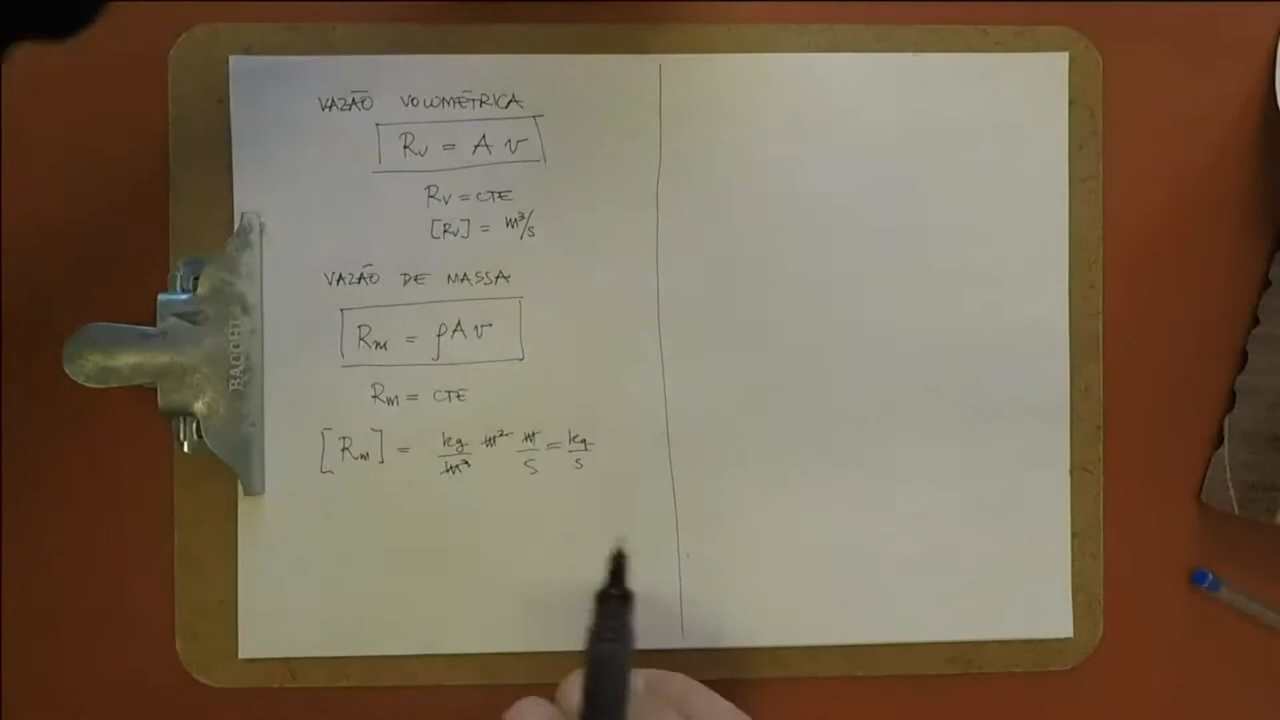 VAZÃO VOLUMÉTRICA
Rv = A v
Rv = CTE
[Rv] = m³/s
VAZÃO DE MASSA
Rm = ρAv
Rm = CTE
[Rm] = kg/m³ m² m/s = kg/s
BACCHI